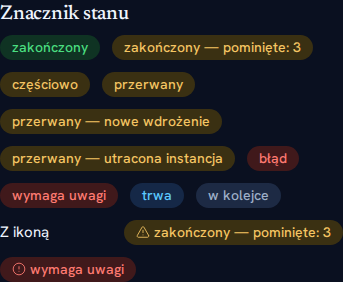 Znacznik stanu
zakończony zakończony — pominięte: 3
częściowo przerwany
przerwany — nowe wdrożenie
przerwany — utracona instancja błąd
wymaga uwagi trwa w kolejce
Z ikoną zakończony — pominięte: 3
wymaga uwagi